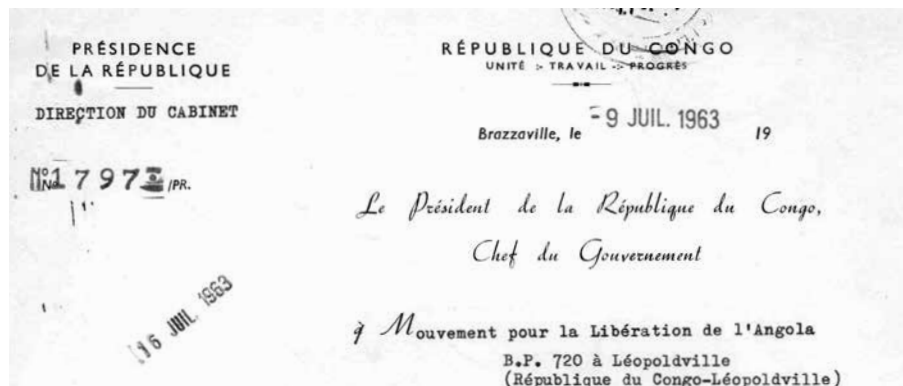 PRÉSIDENCE
DE LA RÉPUBLIQUE
DIRECTION DU CABINET
RÉPUBLIQUE DU CONGO
UNITÉ -:- TRAVAIL -:- PROGRÈS
Brazzaville, le -9 JUIL. 1963 19
N° 1797 /PR.
Le Président de la République du Congo,
Chef du Gouvernement
16 JUIL. 1963
à Mouvement pour la Libération de l'Angola
B.P. 720 à Léopoldville
(République du Congo-Léopoldville)